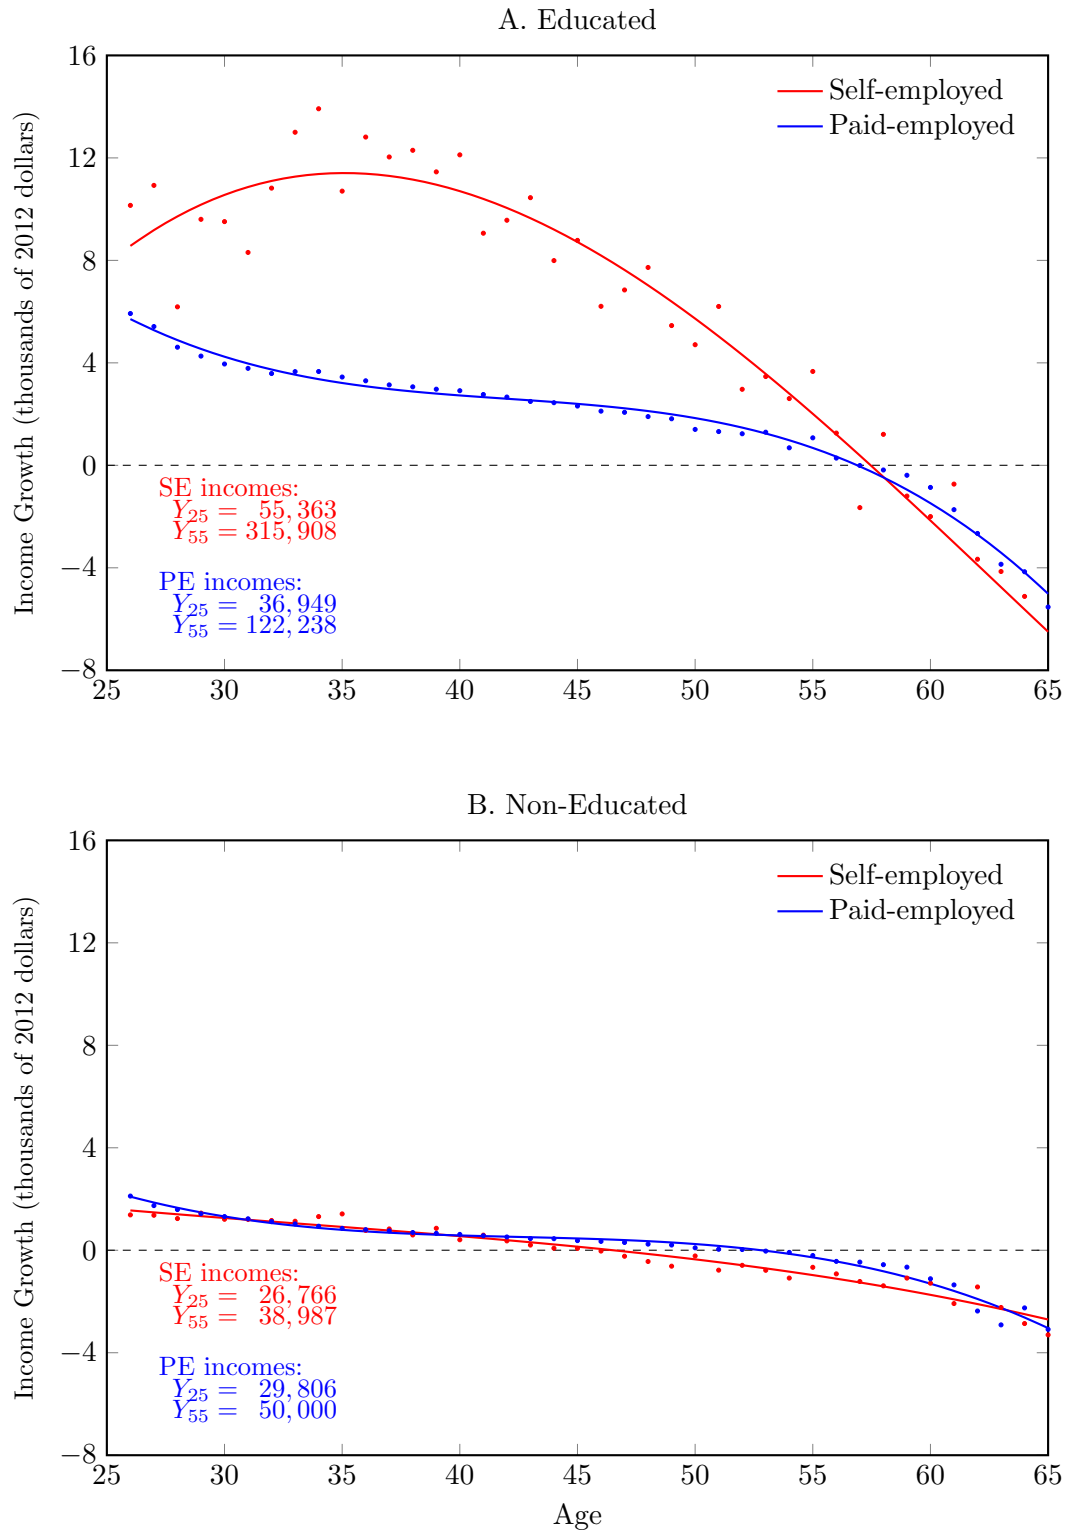 A. Educated
Income Growth (thousands of 2012 dollars)
16
12
8
4
0
−4
−8
Self-employed
Paid-employed
SE incomes:
Y25 = 55,363
Y55 = 315,908
PE incomes:
Y25 = 36,949
Y55 = 122,238
25 30 35 40 45 50 55 60 65
B. Non-Educated
Income Growth (thousands of 2012 dollars)
16
12
8
4
0
−4
−8
Self-employed
Paid-employed
SE incomes:
Y25 = 26,766
Y55 = 38,987
PE incomes:
Y25 = 29,806
Y55 = 50,000
25 30 35 40 45 50 55 60 65
Age